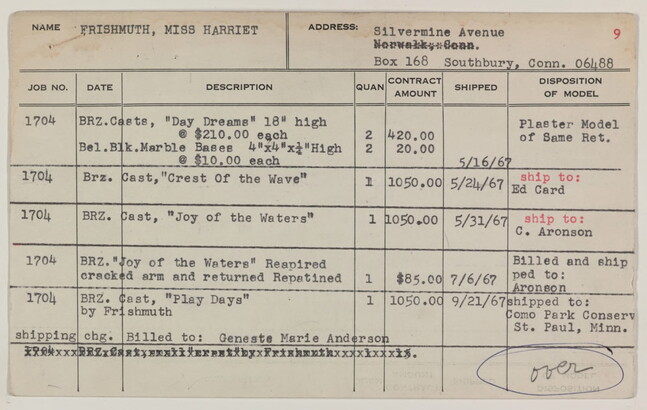 NAME FRISHMUTH, MISS HARRIET ADDRESS: Silvermine Avenue 9
Norwalk, Conn.
Box 168 Southbury, Conn. 06488
JOB NO. DATE DESCRIPTION QUAN CONTRACT AMOUNT SHIPPED DISPOSITION OF MODEL
1704 BRZ.Casts, "Day Dreams" 18" high Plaster Model
@ $210.00 each 2 420.00 of Same Ret.
Bel.Blk.Marble Bases 4"x4"x¼"High 2 20.00
@ $10.00 each 5/16/67
1704 Brz. Cast,"Crest Of the Wave" 1 1050.00 5/24/67 ship to:
Ed Card
1704 BRZ. Cast, "Joy of the Waters" 1 1050.00 5/31/67 ship to:
C. Aronson
1704 BRZ."Joy of the Waters" Reapired Billed and ship
cracked arm and returned Repatined 1 $85.00 7/6/67 ped to:
Aronson
1704 BRZ. Cast, "Play Days" 1 1050.00 9/21/67 shipped to:
by Frishmuth Como Park Conserv
St. Paul, Minn.
shipping chg. Billed to: Geneste Marie Anderson
1704 BRZ.Cast,small"crest"by Frishmuth
over